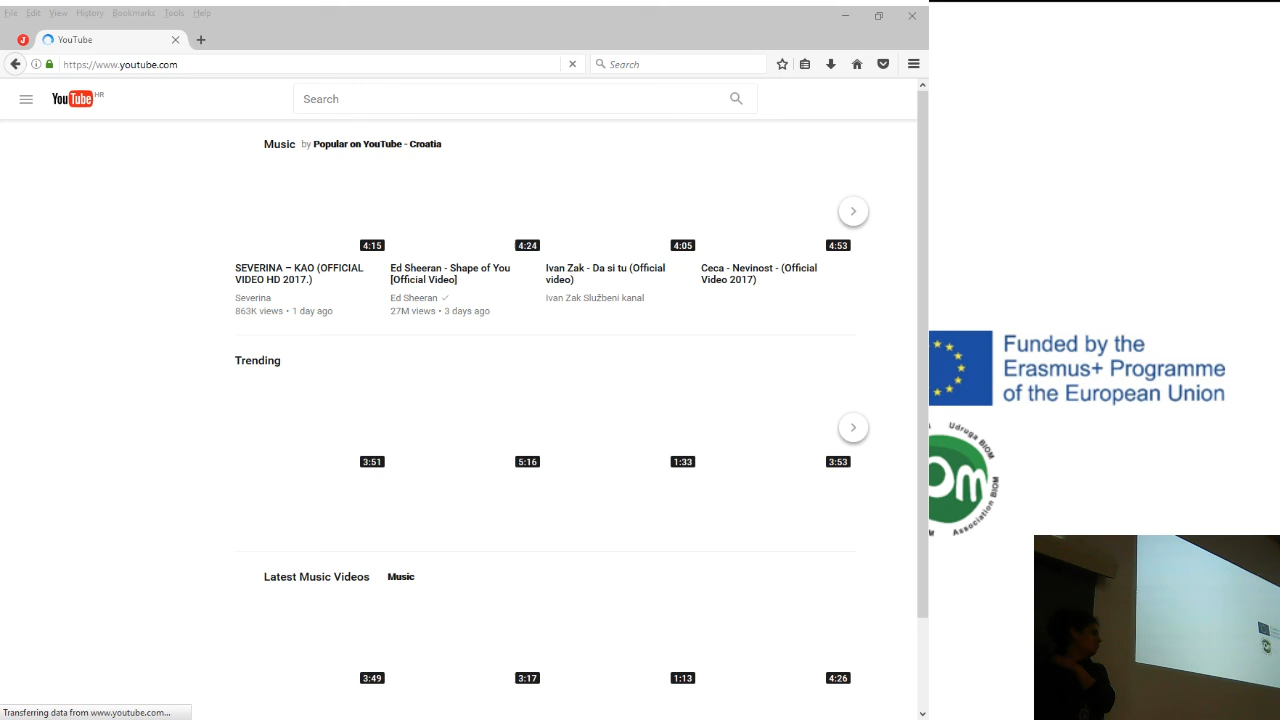 File Edit View History Bookmarks Tools Help
YouTube
https://www.youtube.com
Search
YouTube HR
Search
Music by Popular on YouTube - Croatia
4:15
4:24
4:05
4:53
SEVERINA – KAO (OFFICIAL
VIDEO HD 2017.)
Severina
863K views • 1 day ago
Ed Sheeran - Shape of You
[Official Video]
Ed Sheeran
27M views • 3 days ago
Ivan Zak - Da si tu (Official
video)
Ivan Zak Službeni kanal
Ceca - Nevinost - (Official
Video 2017)
Trending
3:51
5:16
1:33
3:53
Latest Music Videos Music
3:49
3:17
1:13
4:26
Transferring data from www.youtube.com...
Funded by the
Erasmus+ Programme
of the European Union
Udruga BIOM
Association BIOM